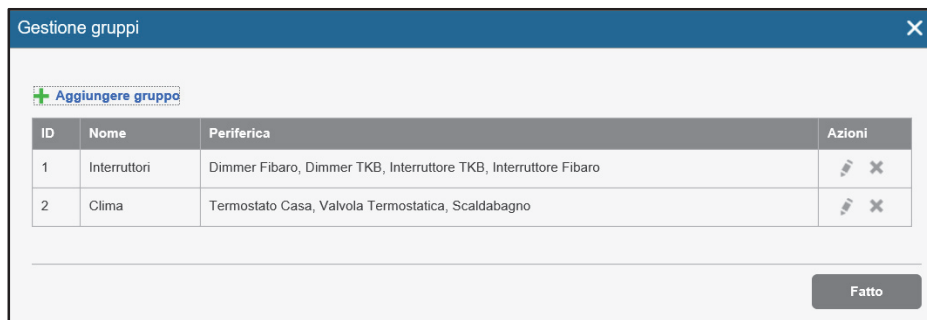 Gestione gruppi
Aggiungere gruppo
ID Nome Periferica Azioni
1 Interruttori Dimmer Fibaro, Dimmer TKB, Interruttore TKB, Interruttore Fibaro
2 Clima Termostato Casa, Valvola Termostatica, Scaldabagno
Fatto